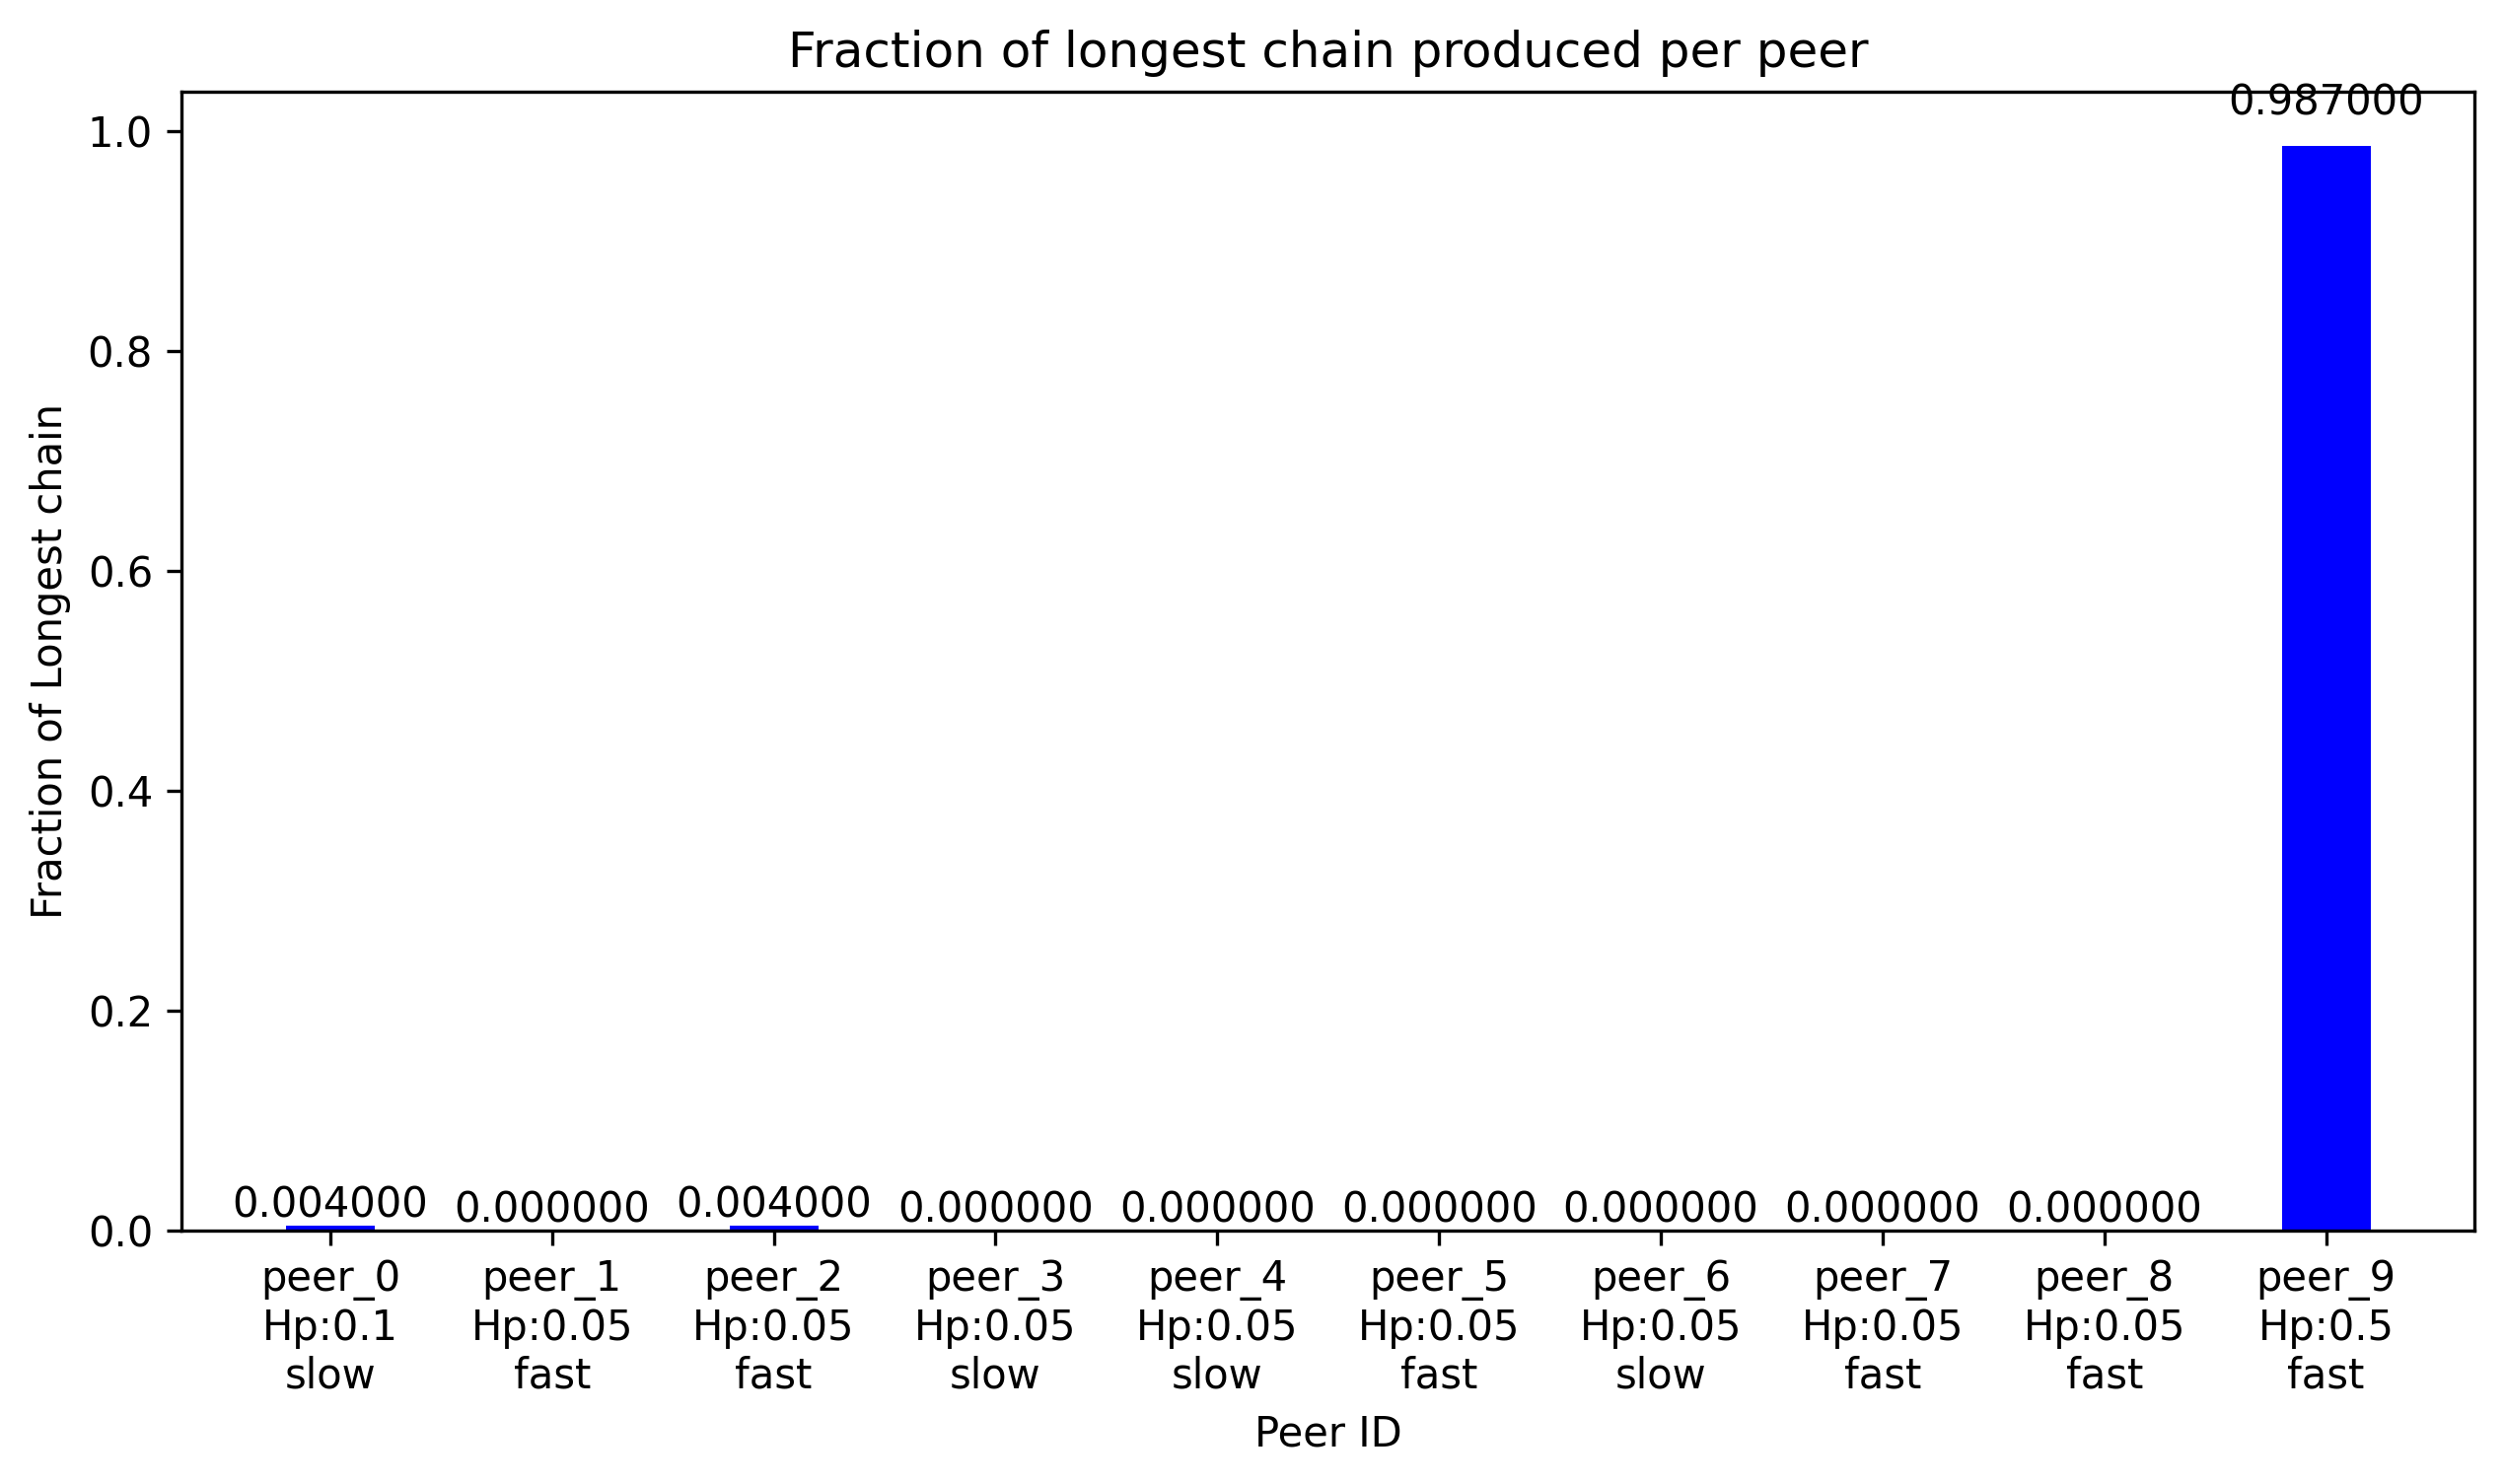 Fraction of longest chain produced per peer
Fraction of Longest chain
1.0
0.8
0.6
0.4
0.2
0.0
0.004000 0.000000 0.004000 0.000000 0.000000 0.000000 0.000000 0.000000 0.000000 0.987000
peer_0 peer_1 peer_2 peer_3 peer_4 peer_5 peer_6 peer_7 peer_8 peer_9
Hp:0.1 Hp:0.05 Hp:0.05 Hp:0.05 Hp:0.05 Hp:0.05 Hp:0.05 Hp:0.05 Hp:0.05 Hp:0.5
slow fast fast slow slow fast slow fast fast fast
Peer ID